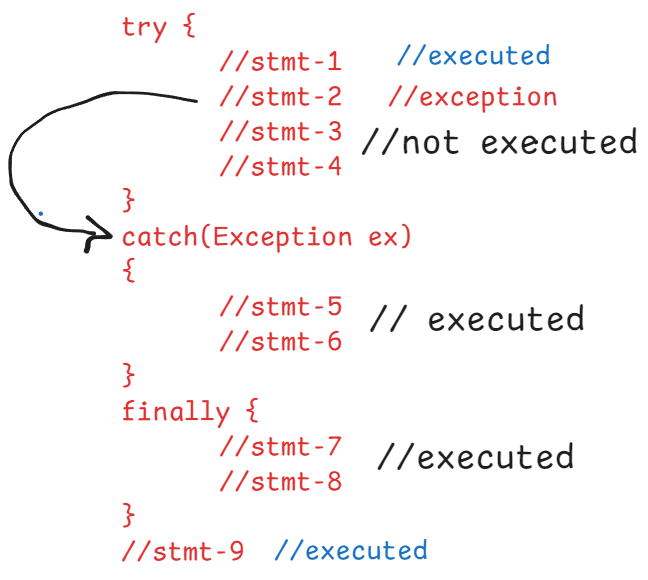 try {
//stmt-1 //executed
//stmt-2 //exception
//stmt-3 //not executed
//stmt-4
}
catch(Exception ex)
{
//stmt-5 // executed
//stmt-6
}
finally {
//stmt-7 //executed
//stmt-8
}
//stmt-9 //executed